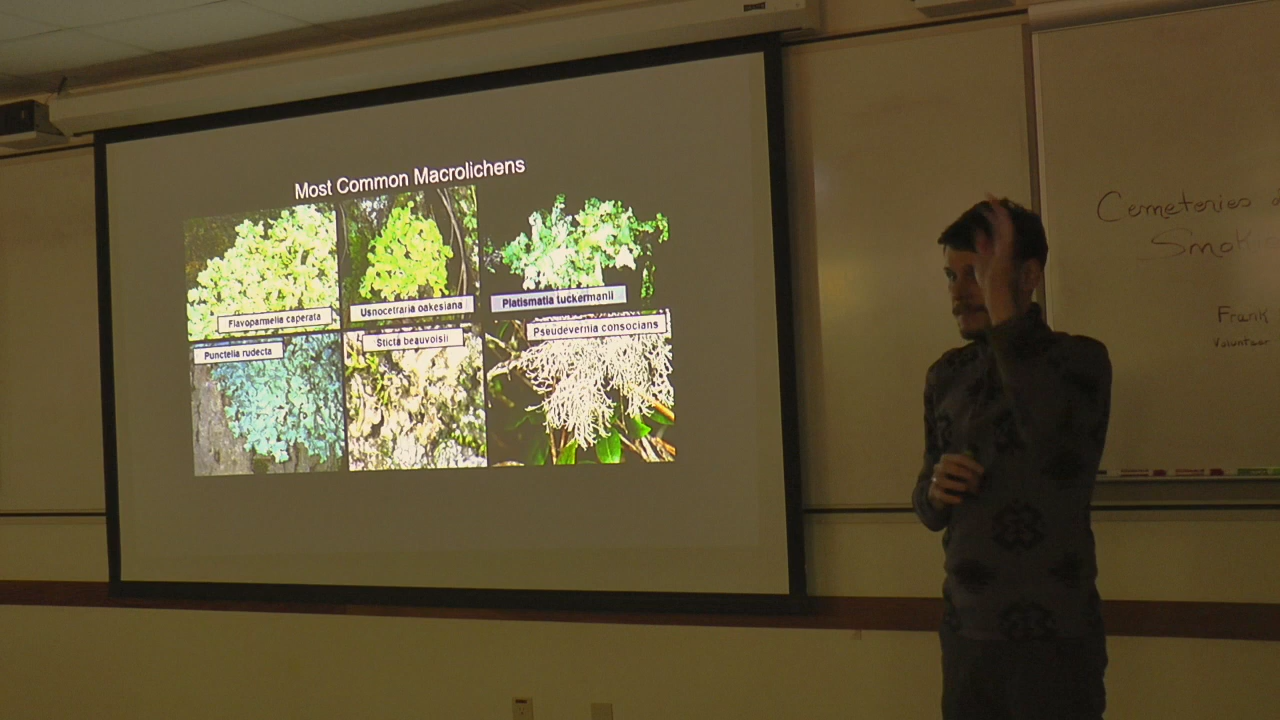 Most Common Macrolichens
Flavoparmelia caperata
Usnocetraria oakesiana
Platismatia tuckermanii
Punctelia rudecta
Sticta beauvoisii
Pseudevernia consocians
Cemeteries
Smok
Frank
Volunteer